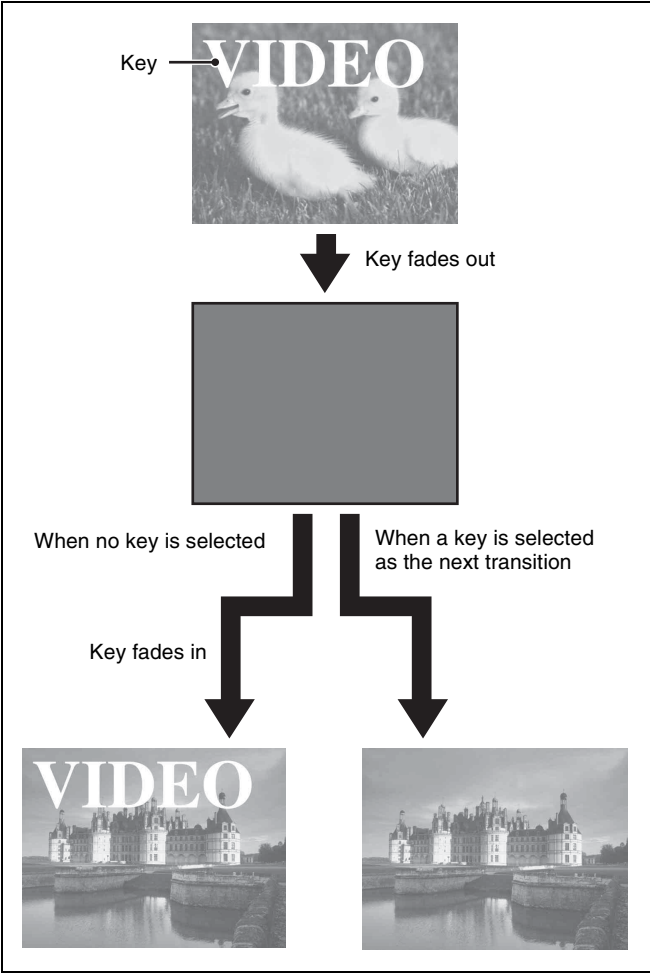 Key
VIDEO
Key fades out
When no key is selected
When a key is selected
as the next transition
Key fades in
VIDEO